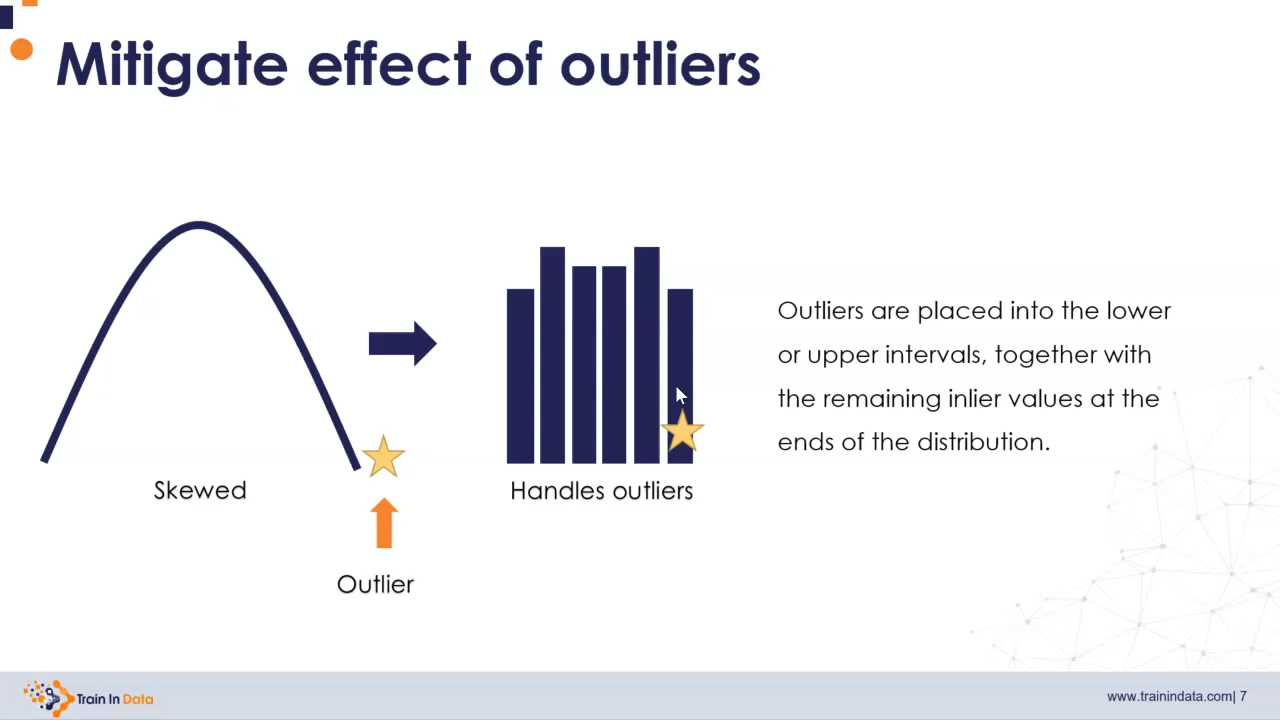 Mitigate effect of outliers
Outliers are placed into the lower
or upper intervals, together with
the remaining inlier values at the
ends of the distribution.
Skewed
Handles outliers
Outlier
Train In Data
www.trainindata.com| 7